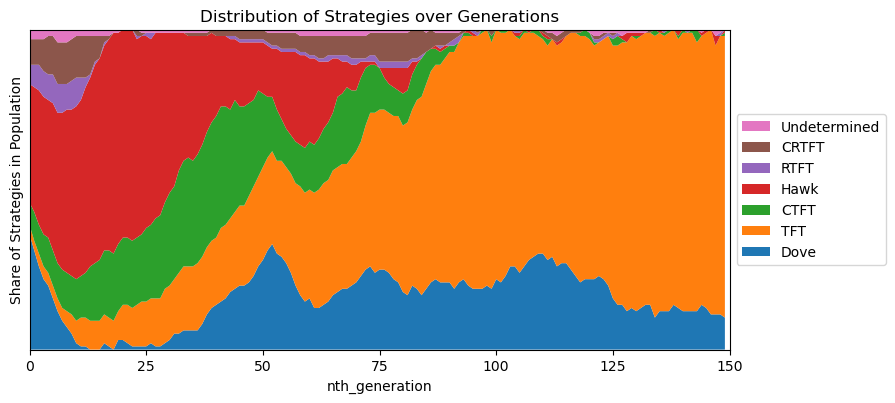 Distribution of Strategies over Generations
Share of Strategies in Population
Undetermined
CRTFT
RTFT
Hawk
CTFT
TFT
Dove
0 25 50 75 100 125 150
nth_generation